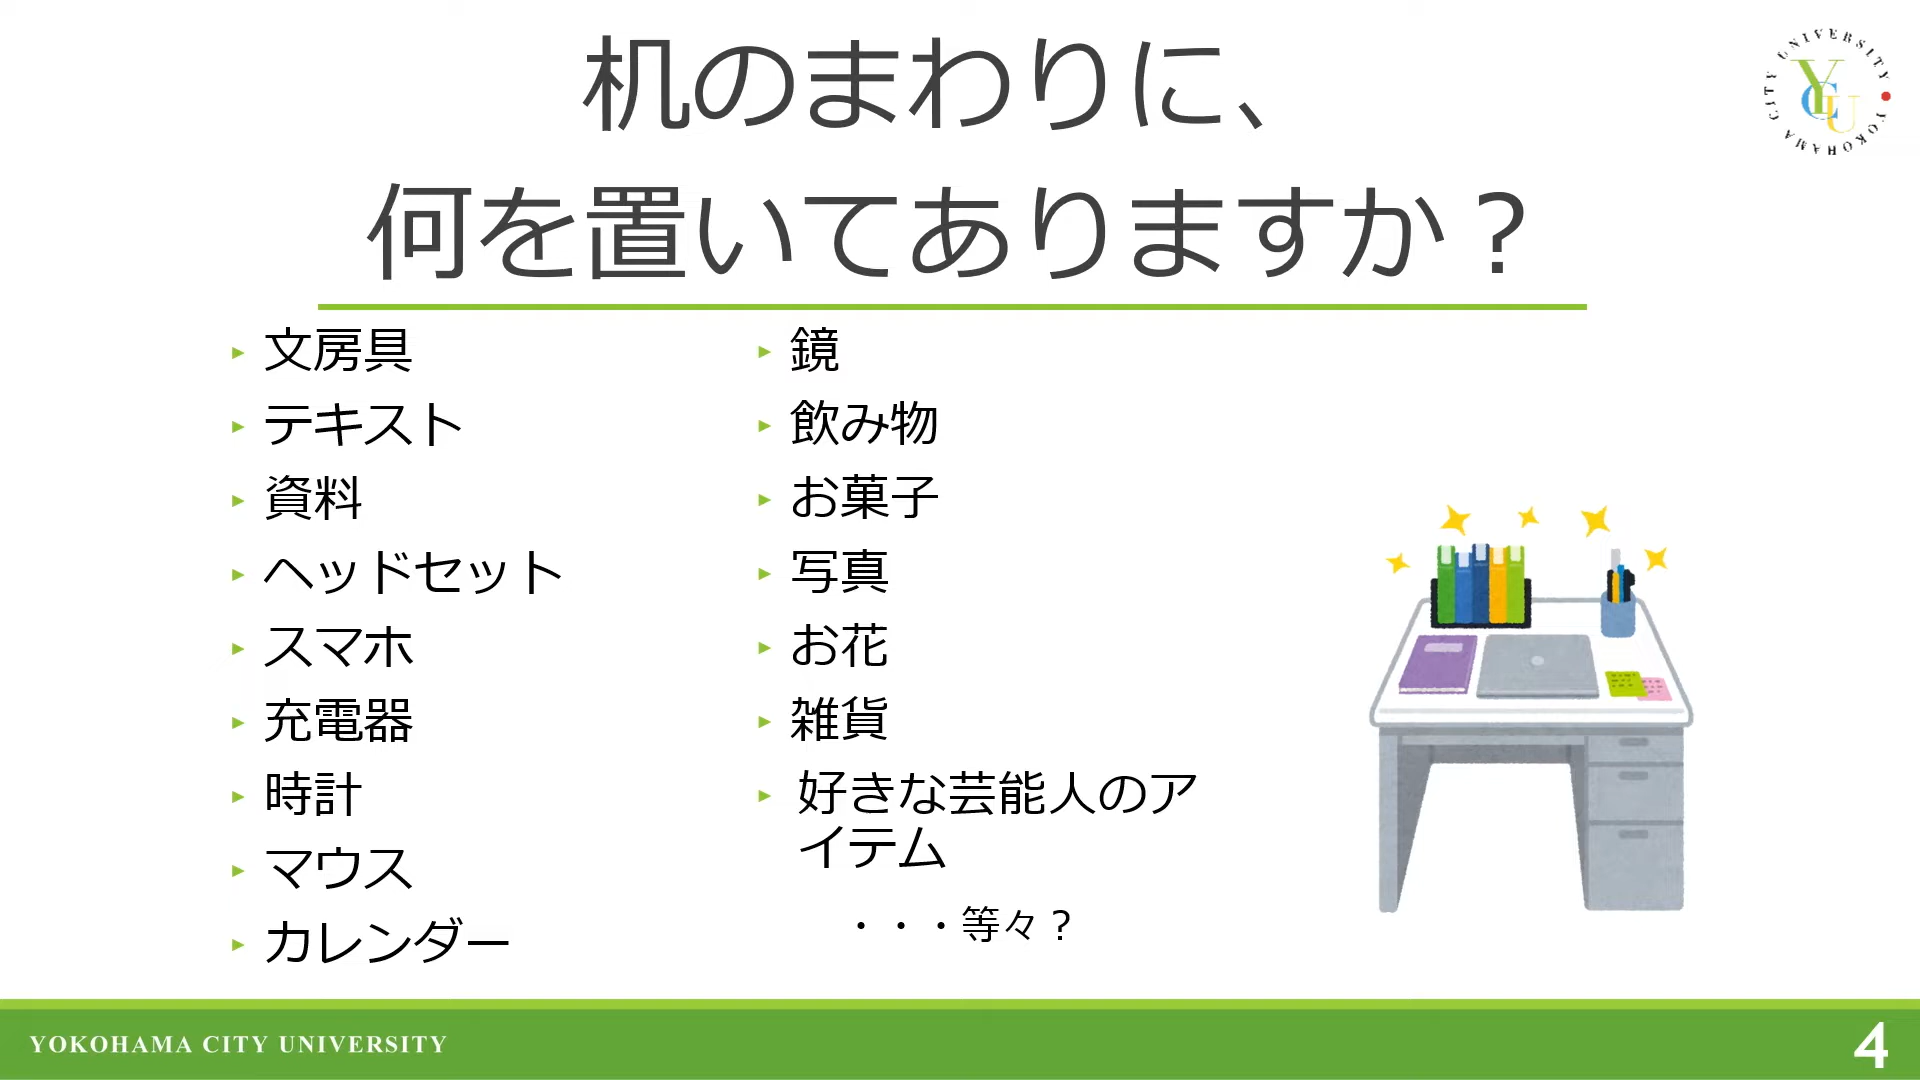 机のまわりに、
何を置いてありますか？
文房具
テキスト
資料
ヘッドセット
スマホ
充電器
時計
マウス
カレンダー
鏡
飲み物
お菓子
写真
お花
雑貨
好きな芸能人のア
イテム
・・・等々？
YOKOHAMA CITY UNIVERSITY
YCU
YOKOHAMA CITY UNIVERSITY
4